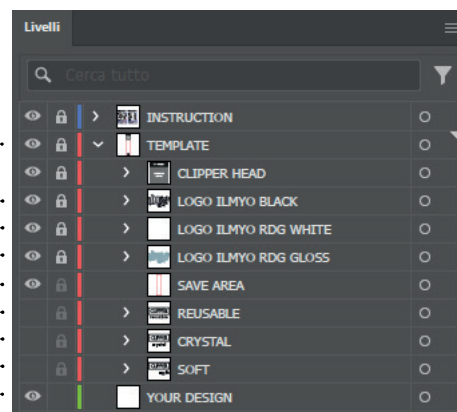 Livelli
Cerca tutto
INSTRUCTION
TEMPLATE
CLIPPER HEAD
LOGO ILMYO BLACK
LOGO ILMYO RDG WHITE
LOGO ILMYO RDG GLOSS
SAVE AREA
REUSABLE
CRYSTAL
SOFT
YOUR DESIGN